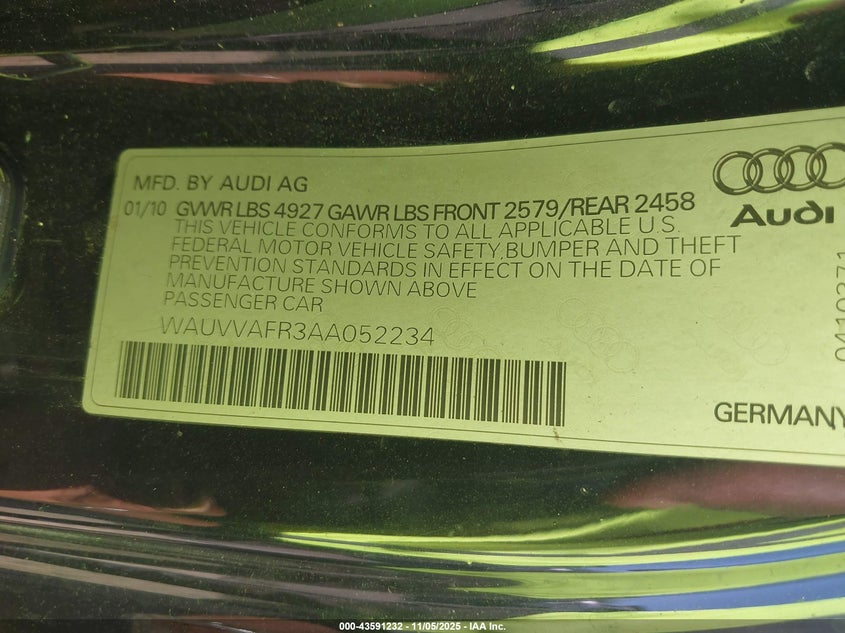 MFD. BY AUDI AG
01/10 GVWR LBS 4927 GAWR LBS FRONT 2579/REAR 2458
THIS VEHICLE CONFORMS TO ALL APPLICABLE U.S.
FEDERAL MOTOR VEHICLE SAFETY,BUMPER AND THEFT
PREVENTION STANDARDS IN EFFECT ON THE DATE OF
MANUFACTURE SHOWN ABOVE
PASSENGER CAR
WAUVVAFR3AA052234
Audi
0410271
GERMANY
000-43591232 - 11/05/2025 - IAA Inc.